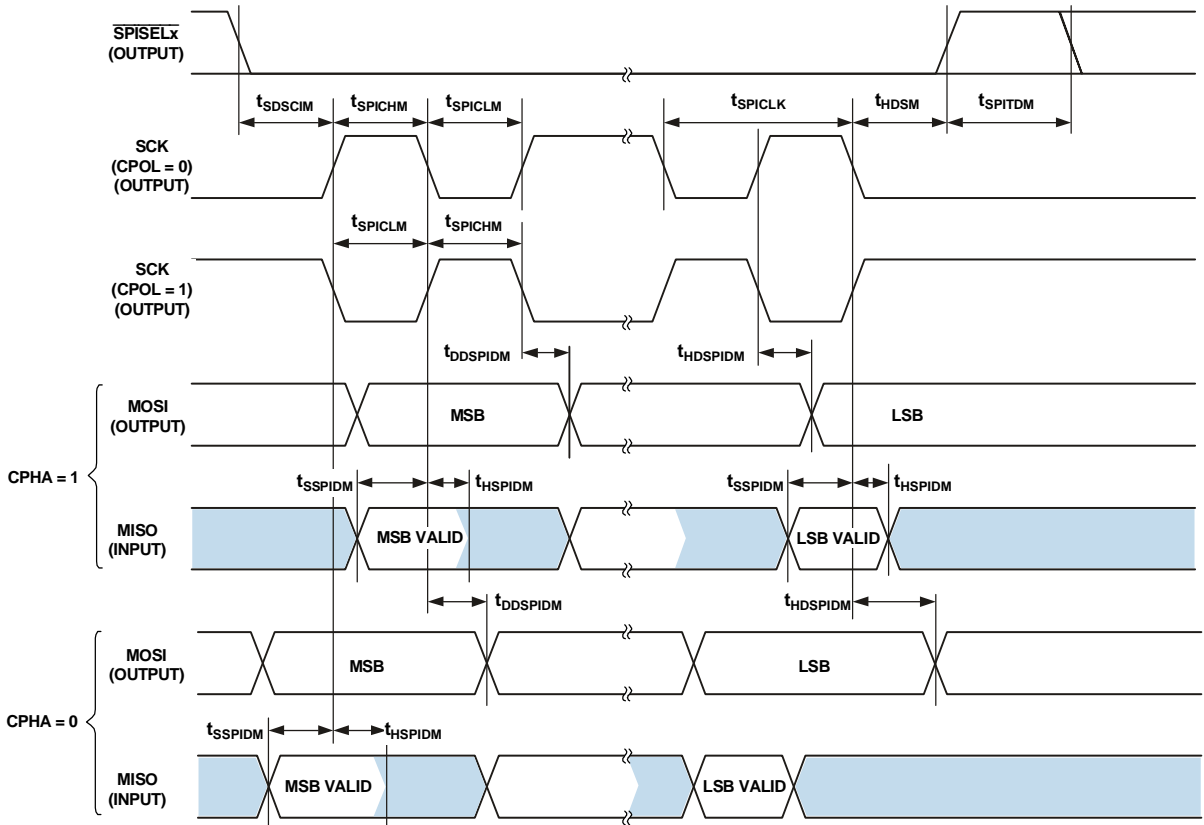 SPISELx
(OUTPUT)
tSDSCIM tSPICHM tSPICLM tSPICLK tHDSM tSPITDM
SCK
(CPOL = 0)
(OUTPUT)
tSPICLM tSPICHM
SCK
(CPOL = 1)
(OUTPUT)
tDDSPIDM tHDSPIDM
CPHA = 1
MOSI
(OUTPUT)
MSB LSB
tSSPIDM tHSPIDM tSSPIDM tHSPIDM
MISO
(INPUT)
MSB VALID LSB VALID
tDDSPIDM tHDSPIDM
CPHA = 0
MOSI
(OUTPUT)
MSB LSB
tSSPIDM tHSPIDM
MISO
(INPUT)
MSB VALID LSB VALID